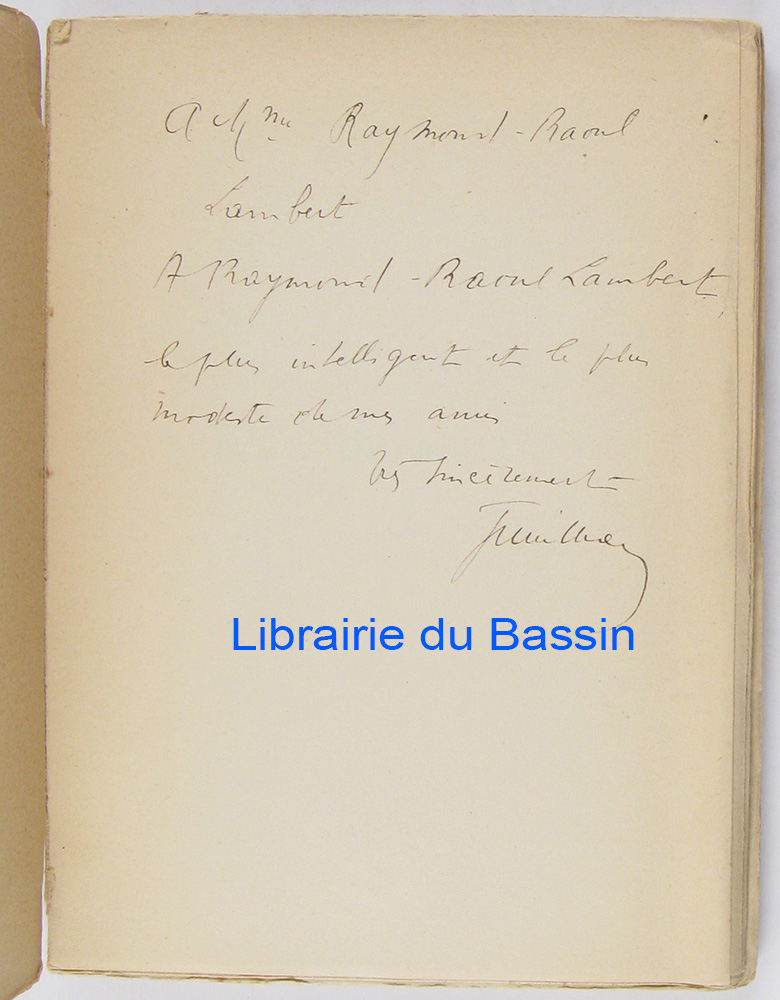 A Mme Raymond-Raoul
Lambert
A Raymond-Raoul Lambert
le plus intelligent et le plus
modeste de mes amis
très sincèrement
Librairie du Bassin